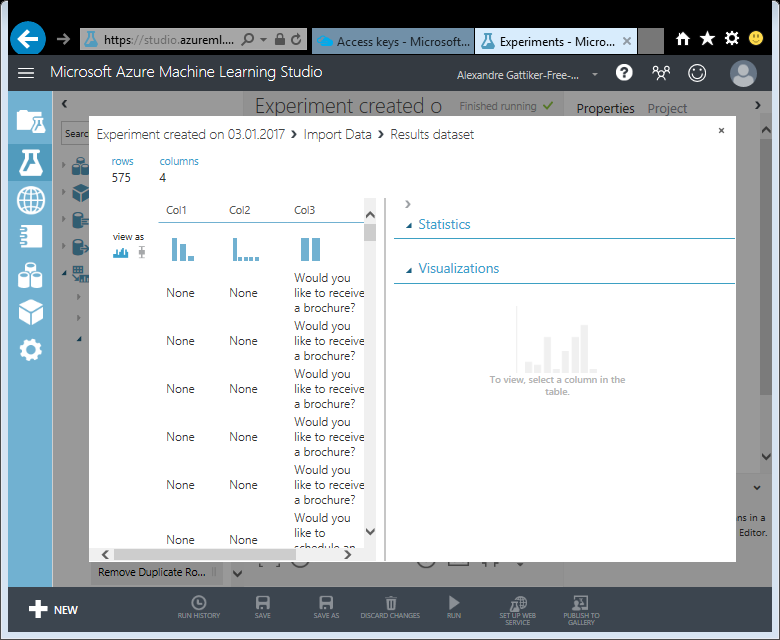 https://studio.azureml....
Access keys - Microsoft...
Experiments - Micro...
Microsoft Azure Machine Learning Studio
Alexandre Gattiker-Free-...
Experiment created o
Finished running
Properties
Project
Searc
Experiment created on 03.01.2017 > Import Data > Results dataset
rows
columns
575
4
Col1
Col2
Col3
view as
None
None
Would you
like to receive
a brochure?
None
None
Would you
like to receive
a brochure?
None
None
Would you
like to receive
a brochure?
None
None
Would you
like to receive
a brochure?
None
None
Would you
like to receive
a brochure?
None
None
Would you
like to
schedule an
Statistics
Visualizations
To view, select a column in the
table.
ns in a
Editor.
Remove Duplicate Ro...
NEW
RUN HISTORY
SAVE
SAVE AS
DISCARD CHANGES
RUN
SET UP WEB
SERVICE
PUBLISH TO
GALLERY